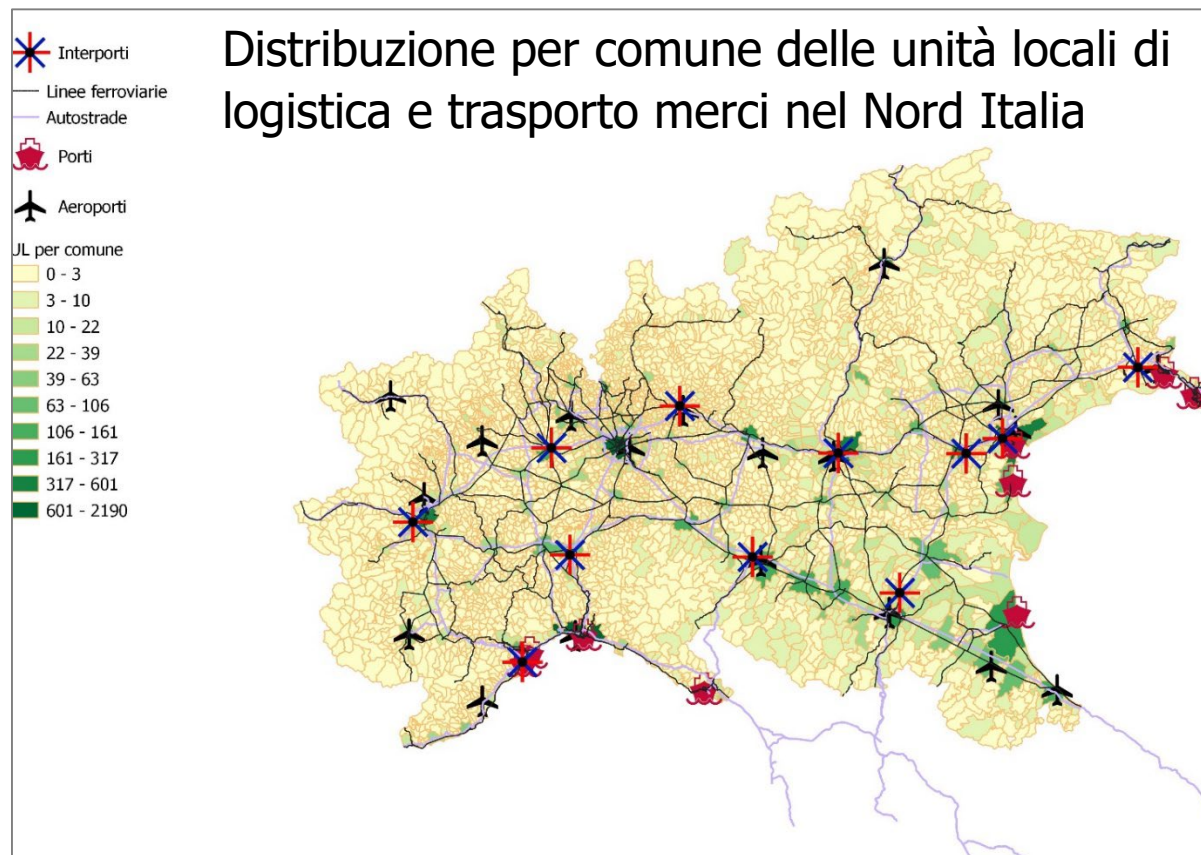 Distribuzione per comune delle unità locali di
logistica e trasporto merci nel Nord Italia
Interporti
Linee ferroviarie
Autostrade
Porti
Aeroporti
UL per comune
0 - 3
3 - 10
10 - 22
22 - 39
39 - 63
63 - 106
106 - 161
161 - 317
317 - 601
601 - 2190